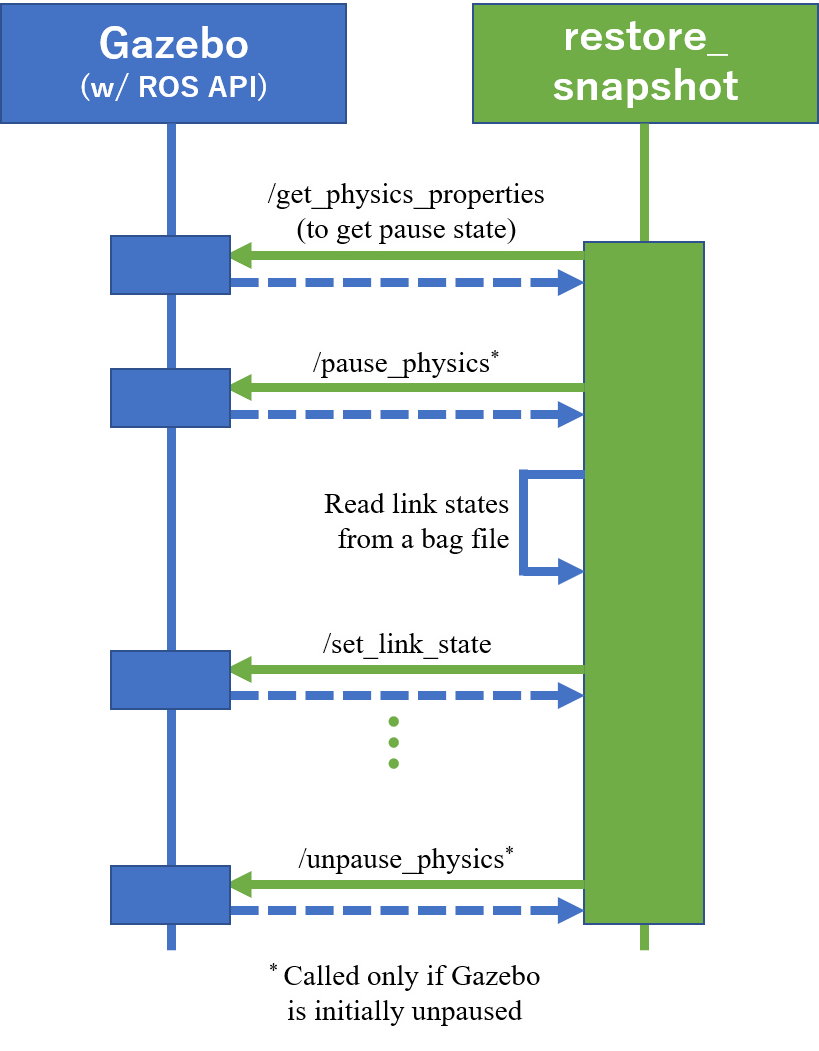 Gazebo
(w/ ROS API)
restore_
snapshot
/get_physics_properties
(to get pause state)
/pause_physics*
Read link states
from a bag file
/set_link_state
/unpause_physics*
* Called only if Gazebo
is initially unpaused